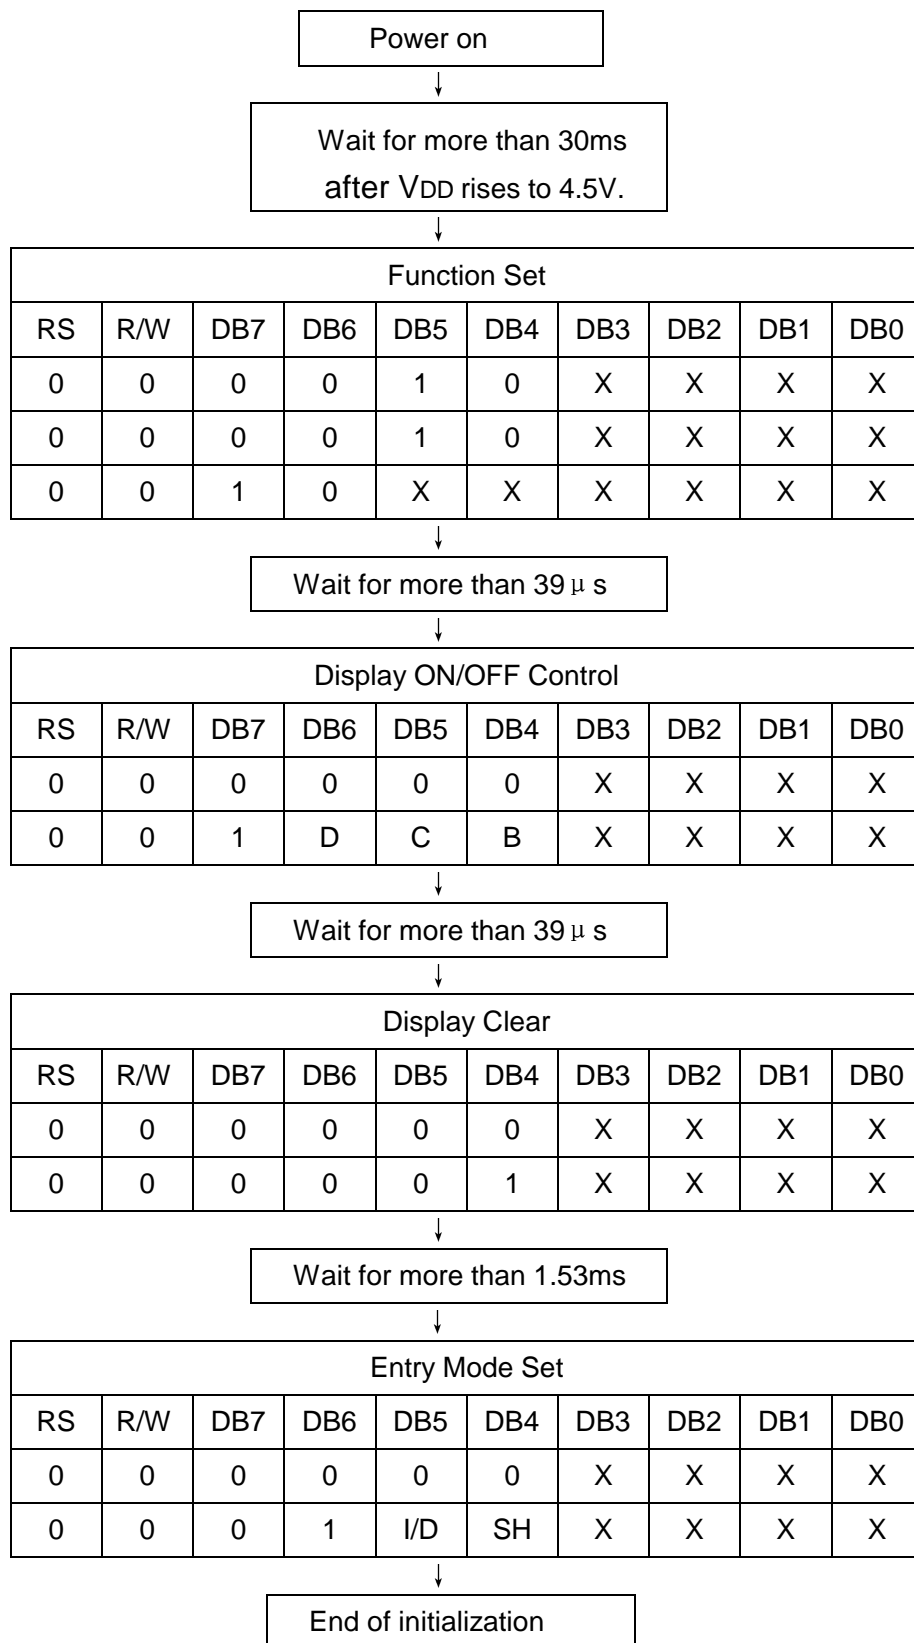 Power on
Wait for more than 30ms
after VDD rises to 4.5V.
Function Set
RS R/W DB7 DB6 DB5 DB4 DB3 DB2 DB1 DB0
0 0 0 0 1 0 X X X X
0 0 0 0 1 0 X X X X
0 0 1 0 X X X X X X
Wait for more than 39μs
Display ON/OFF Control
RS R/W DB7 DB6 DB5 DB4 DB3 DB2 DB1 DB0
0 0 0 0 0 0 X X X X
0 0 1 D C B X X X X
Wait for more than 39μs
Display Clear
RS R/W DB7 DB6 DB5 DB4 DB3 DB2 DB1 DB0
0 0 0 0 0 0 X X X X
0 0 0 0 0 1 X X X X
Wait for more than 1.53ms
Entry Mode Set
RS R/W DB7 DB6 DB5 DB4 DB3 DB2 DB1 DB0
0 0 0 0 0 0 X X X X
0 0 0 1 I/D SH X X X X
End of initialization